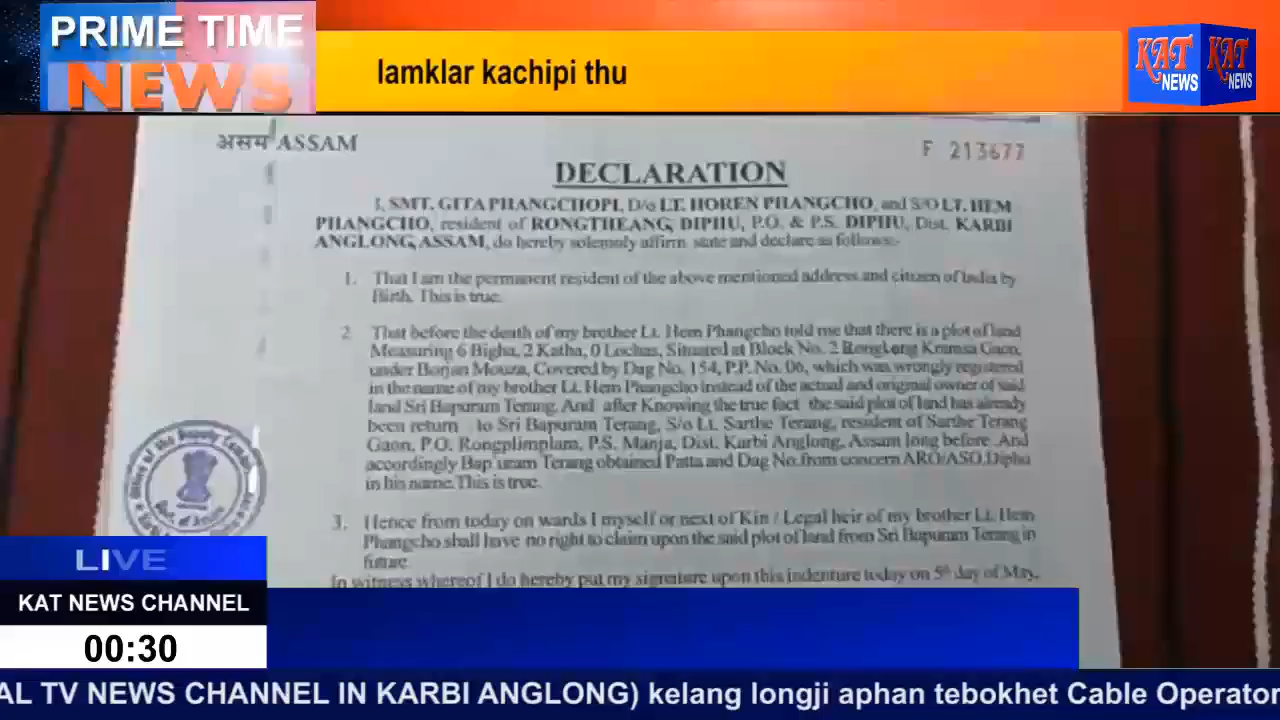 PRIME TIME
NEWS
lamklar kachipi thu
KAT
NEWS
KAT
NEWS
असम ASSAM
F 213677
DECLARATION
I, SMT. GITA PHANGCHOPI, D/o LT. HOREN PHANGCHO, and S/O LT. HEM
PHANGCHO, resident of RONGTHEANG, DIPHU, P.O. & P.S. DIPHU, Dist. KARBI
ANGLONG, ASSAM, do hereby solemnly affirm, state and declare as follows:-
1. That I am the permanent resident of the above mentioned address and citizen of India by
Birth. This is true.
2. That before the death of my brother Lt. Hem Phangcho told me that there is a plot of land
Measuring 6 Bigha, 2 Katha, 0 Lochas, Situated at Block No. 2 Rongkong Kramsa Gaon,
under Borjan Mouza, Covered by Dag No. 154, P.P. No. 06, which was wrongly registered
in the name of my brother Lt. Hem Phangcho instead of the actual and original owner of said
land Sri Bapuram Terang. And after Knowing the true fact the said plot of land has already
been return to Sri Bapuram Terang, S/o Lt. Sarthe Terang, resident of Sarthe Terang
Gaon, P.O. Rongplimplam, P.S. Manja, Dist. Karbi Anglong, Assam long before .And
accordingly Bap uram Terang obtained Patta and Dag No.from concern ARO/ASO.Diphu
in his name.This is true.
3. Hence from today on wards I myself or next of Kin / Legal heir of my brother Lt. Hem
Phangcho shall have no right to claim upon the said plot of land from Sri Bapuram Terang in
future.
In witness whereof I do hereby put my signature upon this indenture today on 5th day of May,
LIVE
KAT NEWS CHANNEL
00:30
AL TV NEWS CHANNEL IN KARBI ANGLONG) kelang longji aphan tebokhet Cable Operator